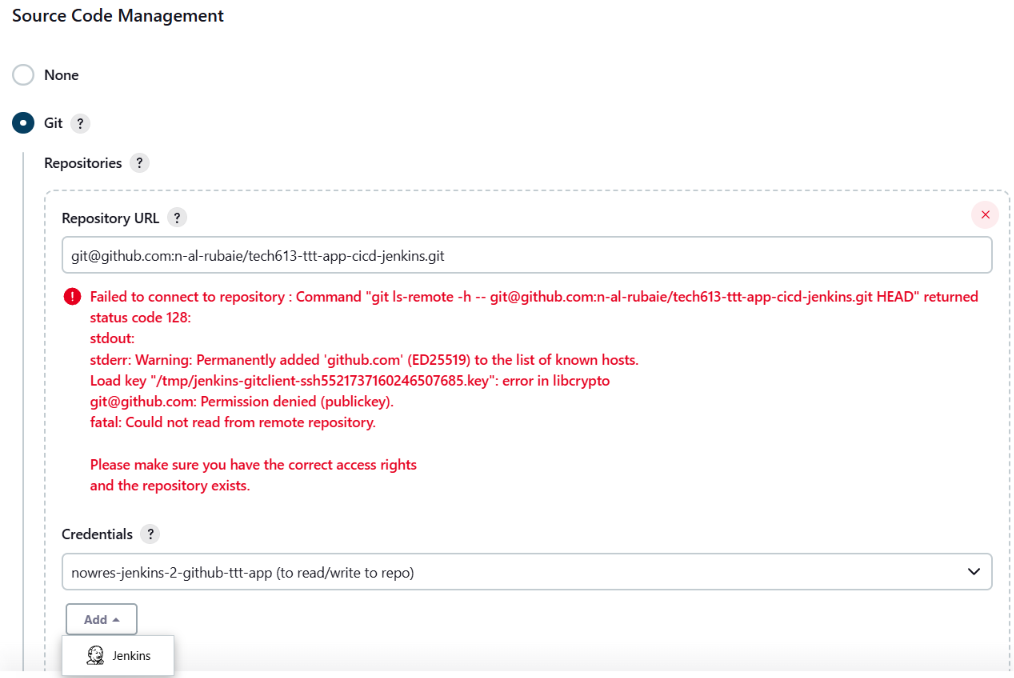 Source Code Management
None
Git ?
Repositories ?
Repository URL ?
git@github.com:n-al-rubaie/tech613-ttt-app-cicd-jenkins.git
Failed to connect to repository : Command "git ls-remote -h -- git@github.com:n-al-rubaie/tech613-ttt-app-cicd-jenkins.git HEAD" returned
status code 128:
stdout:
stderr: Warning: Permanently added 'github.com' (ED25519) to the list of known hosts.
Load key "/tmp/jenkins-gitclient-ssh5521737160246507685.key": error in libcrypto
git@github.com: Permission denied (publickey).
fatal: Could not read from remote repository.
Please make sure you have the correct access rights
and the repository exists.
Credentials ?
nowres-jenkins-2-github-ttt-app (to read/write to repo)
Add
Jenkins